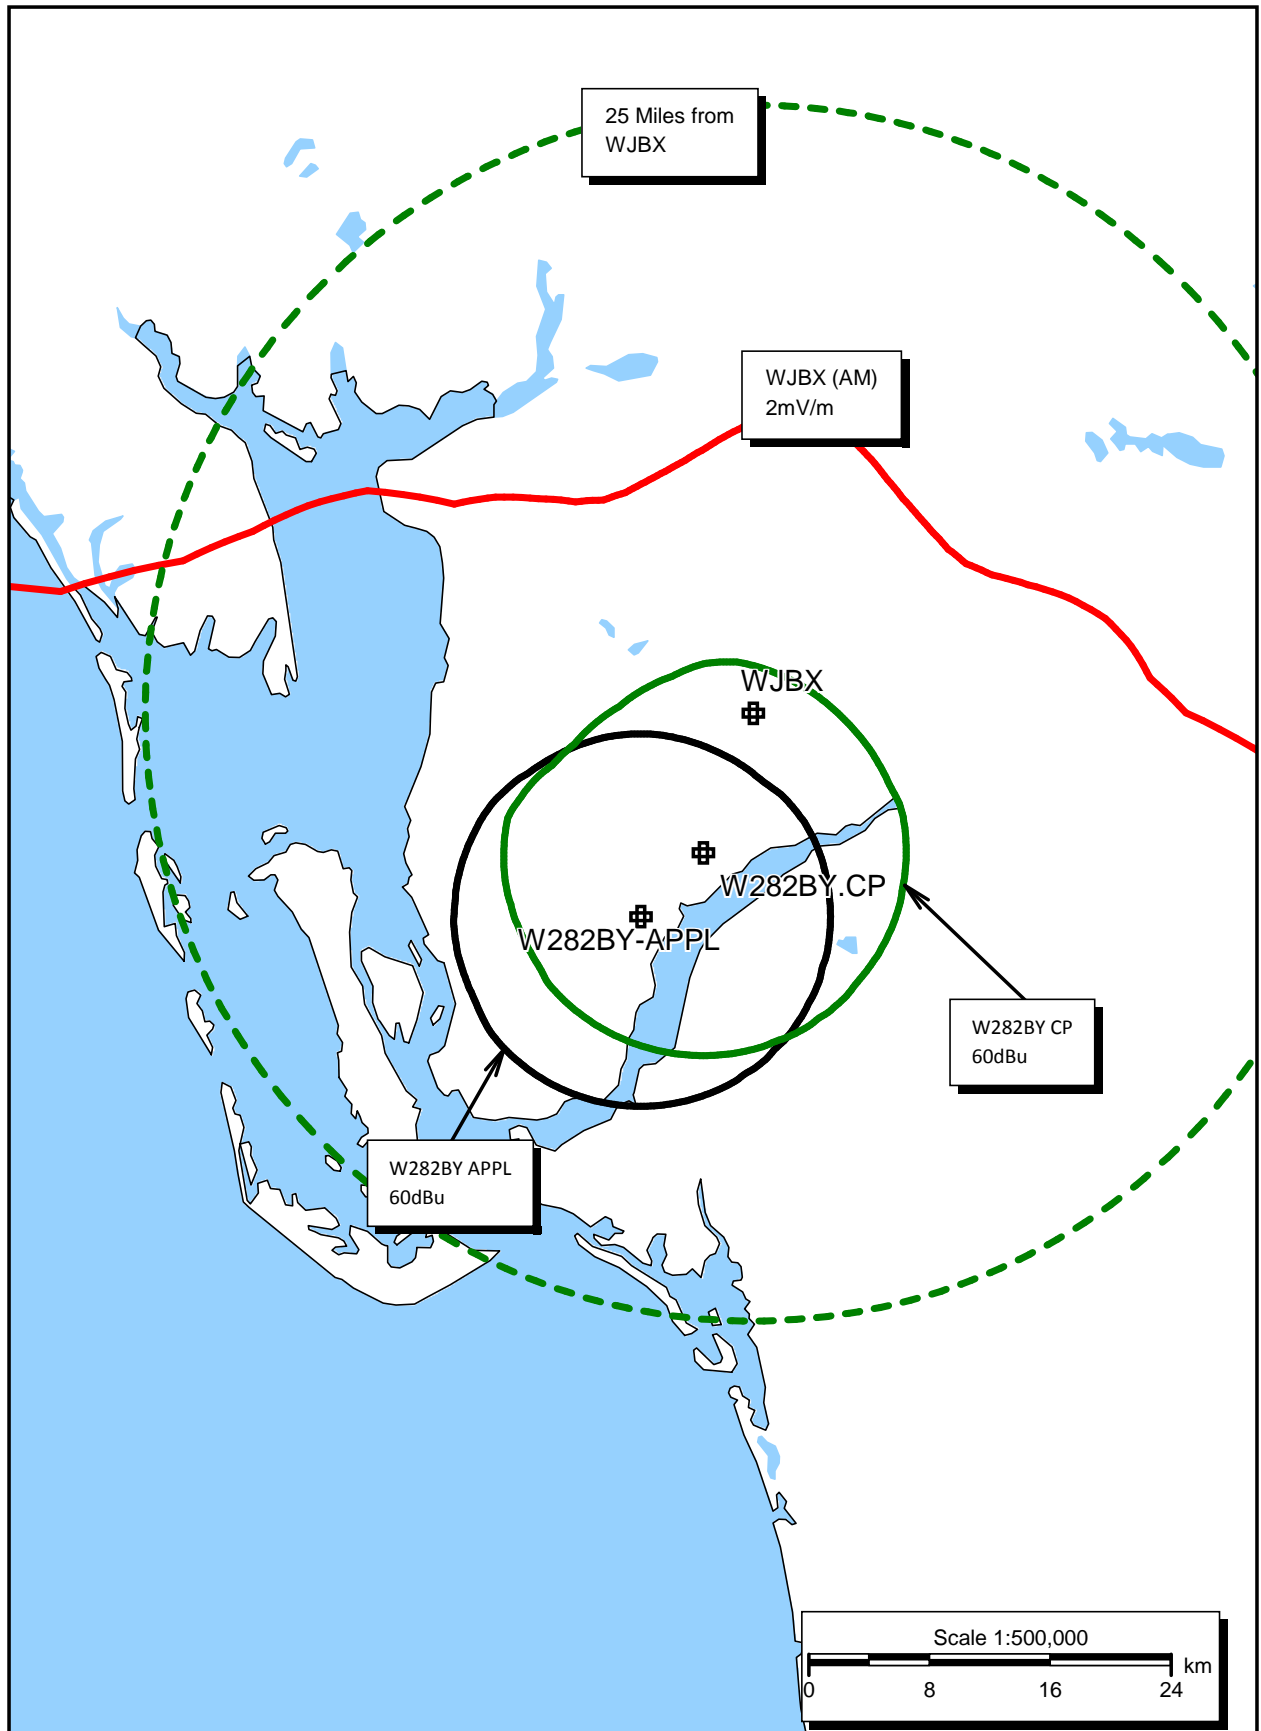 25 Miles from
WJBX
WJBX (AM)
2mV/m
WJBX
W282BY.CP
W282BY-APPL
W282BY CP
60dBu
W282BY APPL
60dBu
Scale 1:500,000
km
0 8 16 24